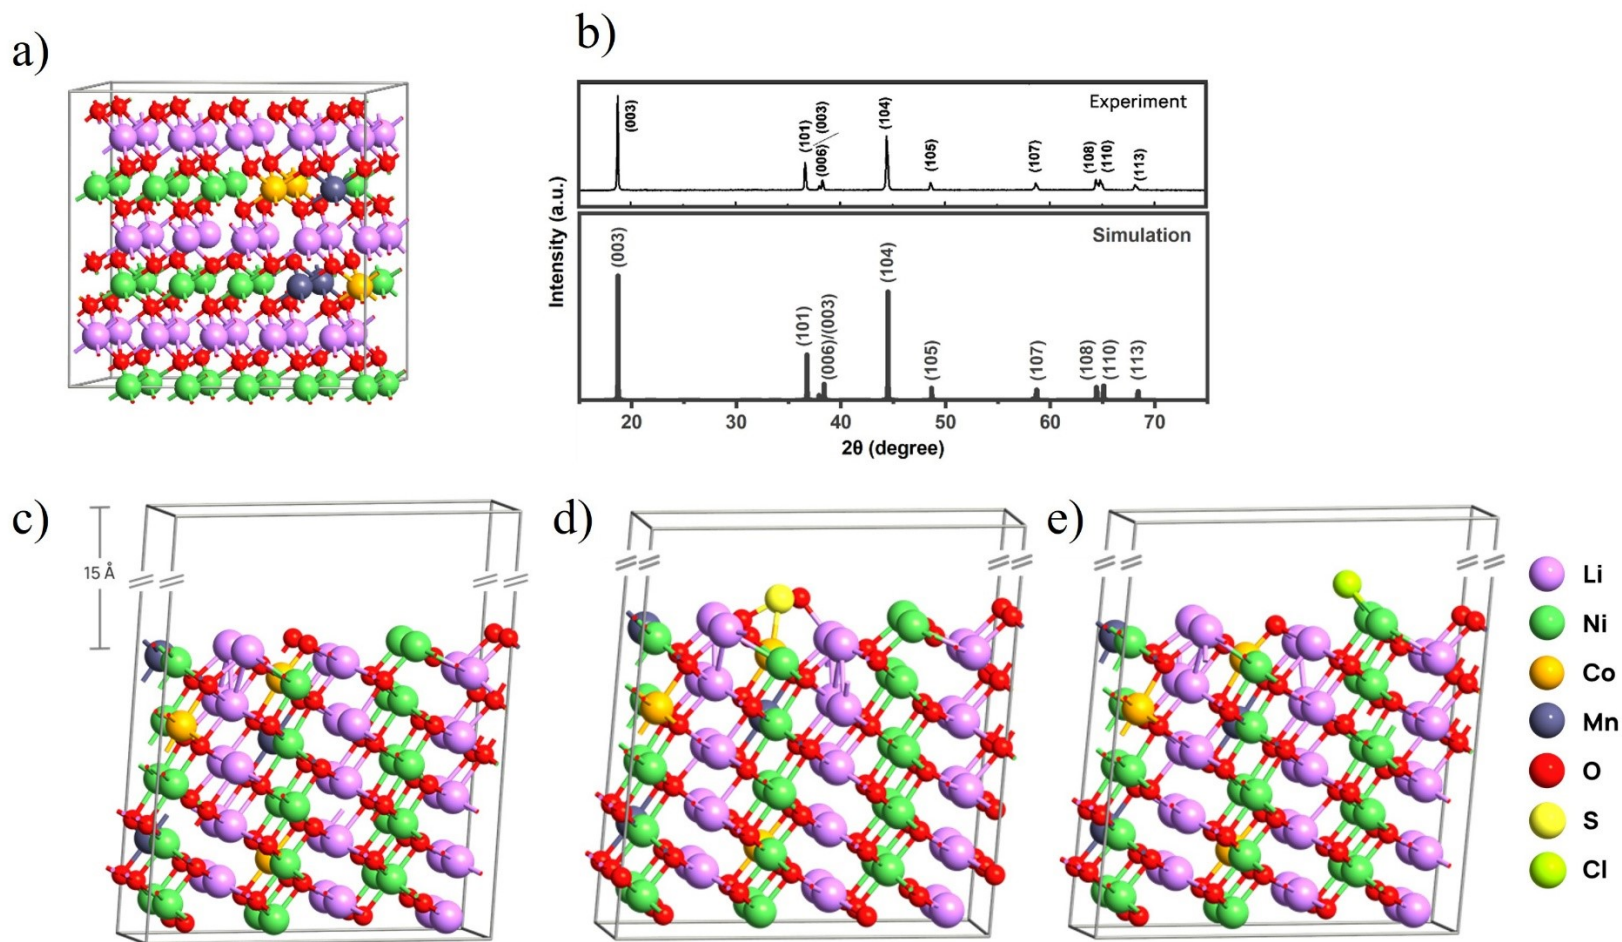 a)
b)
Intensity (a.u.)
Experiment
(003)
(101)
(006)/(003)
(104)
(105)
(107)
(108)
(110)
(113)
Simulation
(003)
(101)
(006)/(003)
(104)
(105)
(107)
(108)
(110)
(113)
20 30 40 50 60 70
2θ (degree)
c)
15 Å
d)
e)
Li
Ni
Co
Mn
O
S
Cl